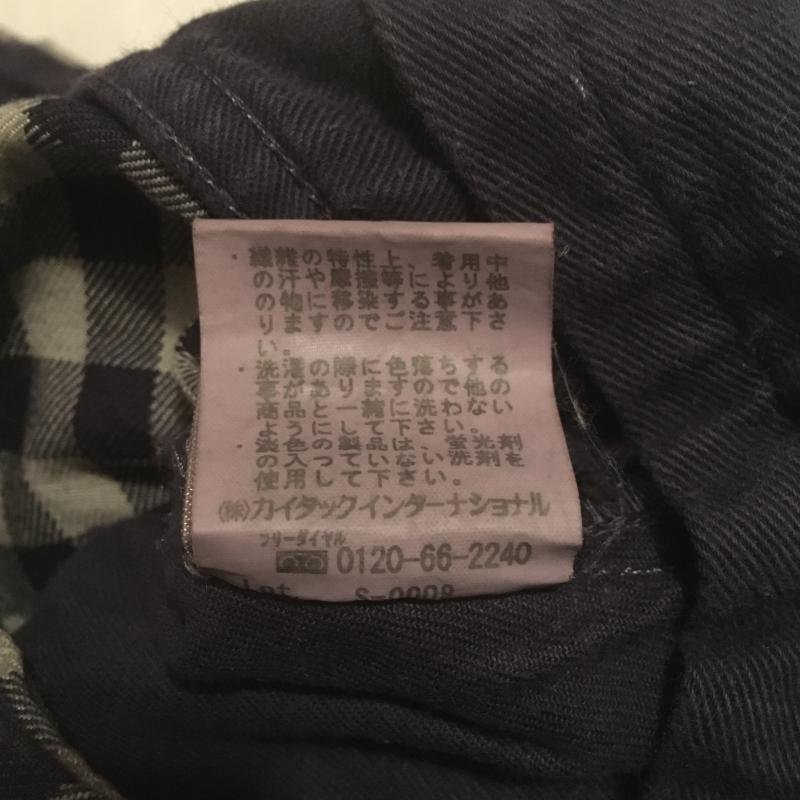 ・繊維の特性上、着用中
の汗や摩擦等により他
の物に移染する事があ
りますのでご注意下さ
い。
・洗濯の際に色落ちする
事がありますので他の
商品と一緒に洗わない
ようにして下さい。
・淡色の製品は、蛍光剤
の入っていない洗剤を
使用して下さい。
㈱カイタックインターナショナル
フリーダイヤル
0120-66-2240
Lot. S-0008